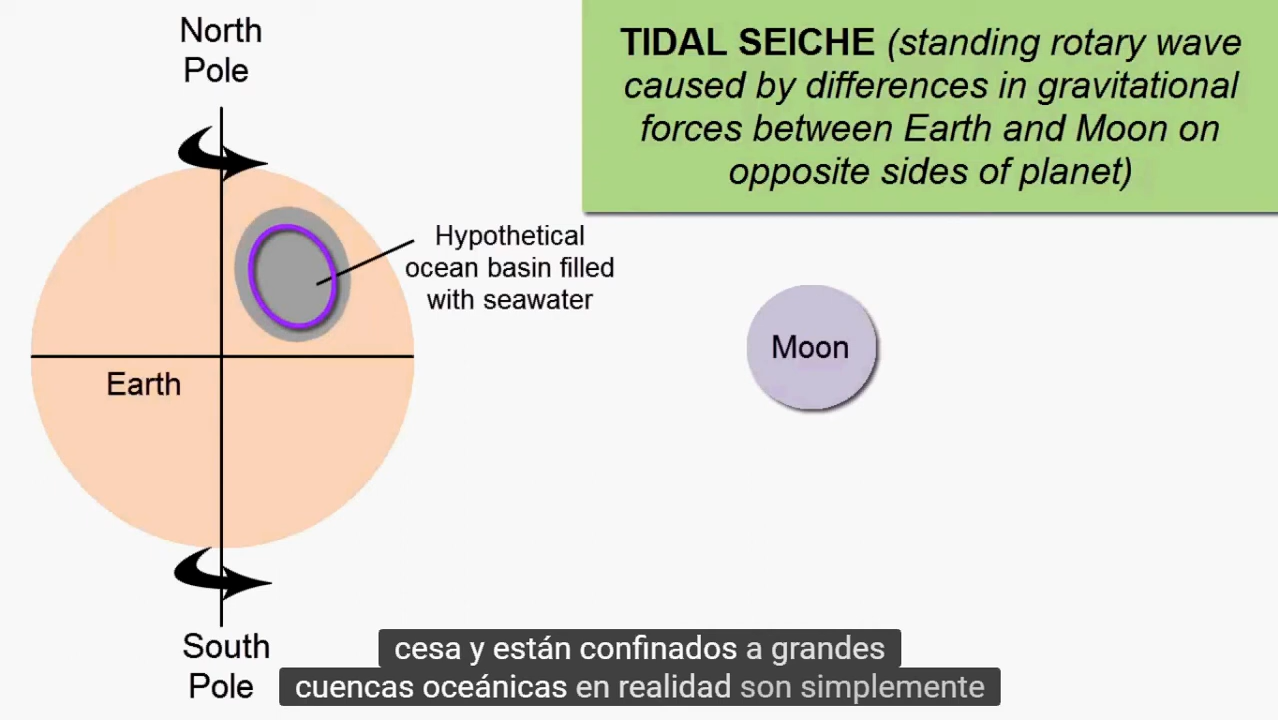 North
Pole
TIDAL SEICHE (standing rotary wave
caused by differences in gravitational
forces between Earth and Moon on
opposite sides of planet)
Hypothetical
ocean basin filled
with seawater
Moon
Earth
South
Pole
cesa y están confinados a grandes
cuencas oceánicas en realidad son simplemente